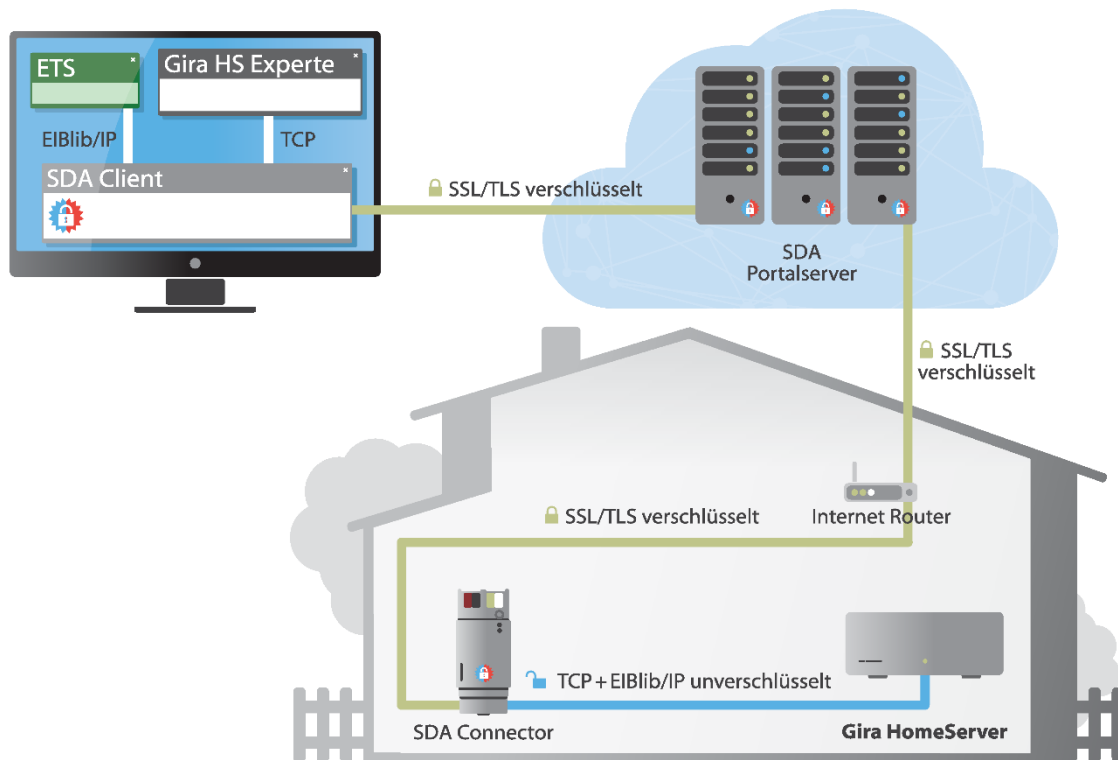 ETS
Gira HS Experte
EIBlib/IP
TCP
SDA Client
SSL/TLS verschlüsselt
SDA
Portalserver
SSL/TLS
verschlüsselt
SSL/TLS verschlüsselt
Internet Router
TCP + EIBlib/IP unverschlüsselt
SDA Connector
Gira HomeServer